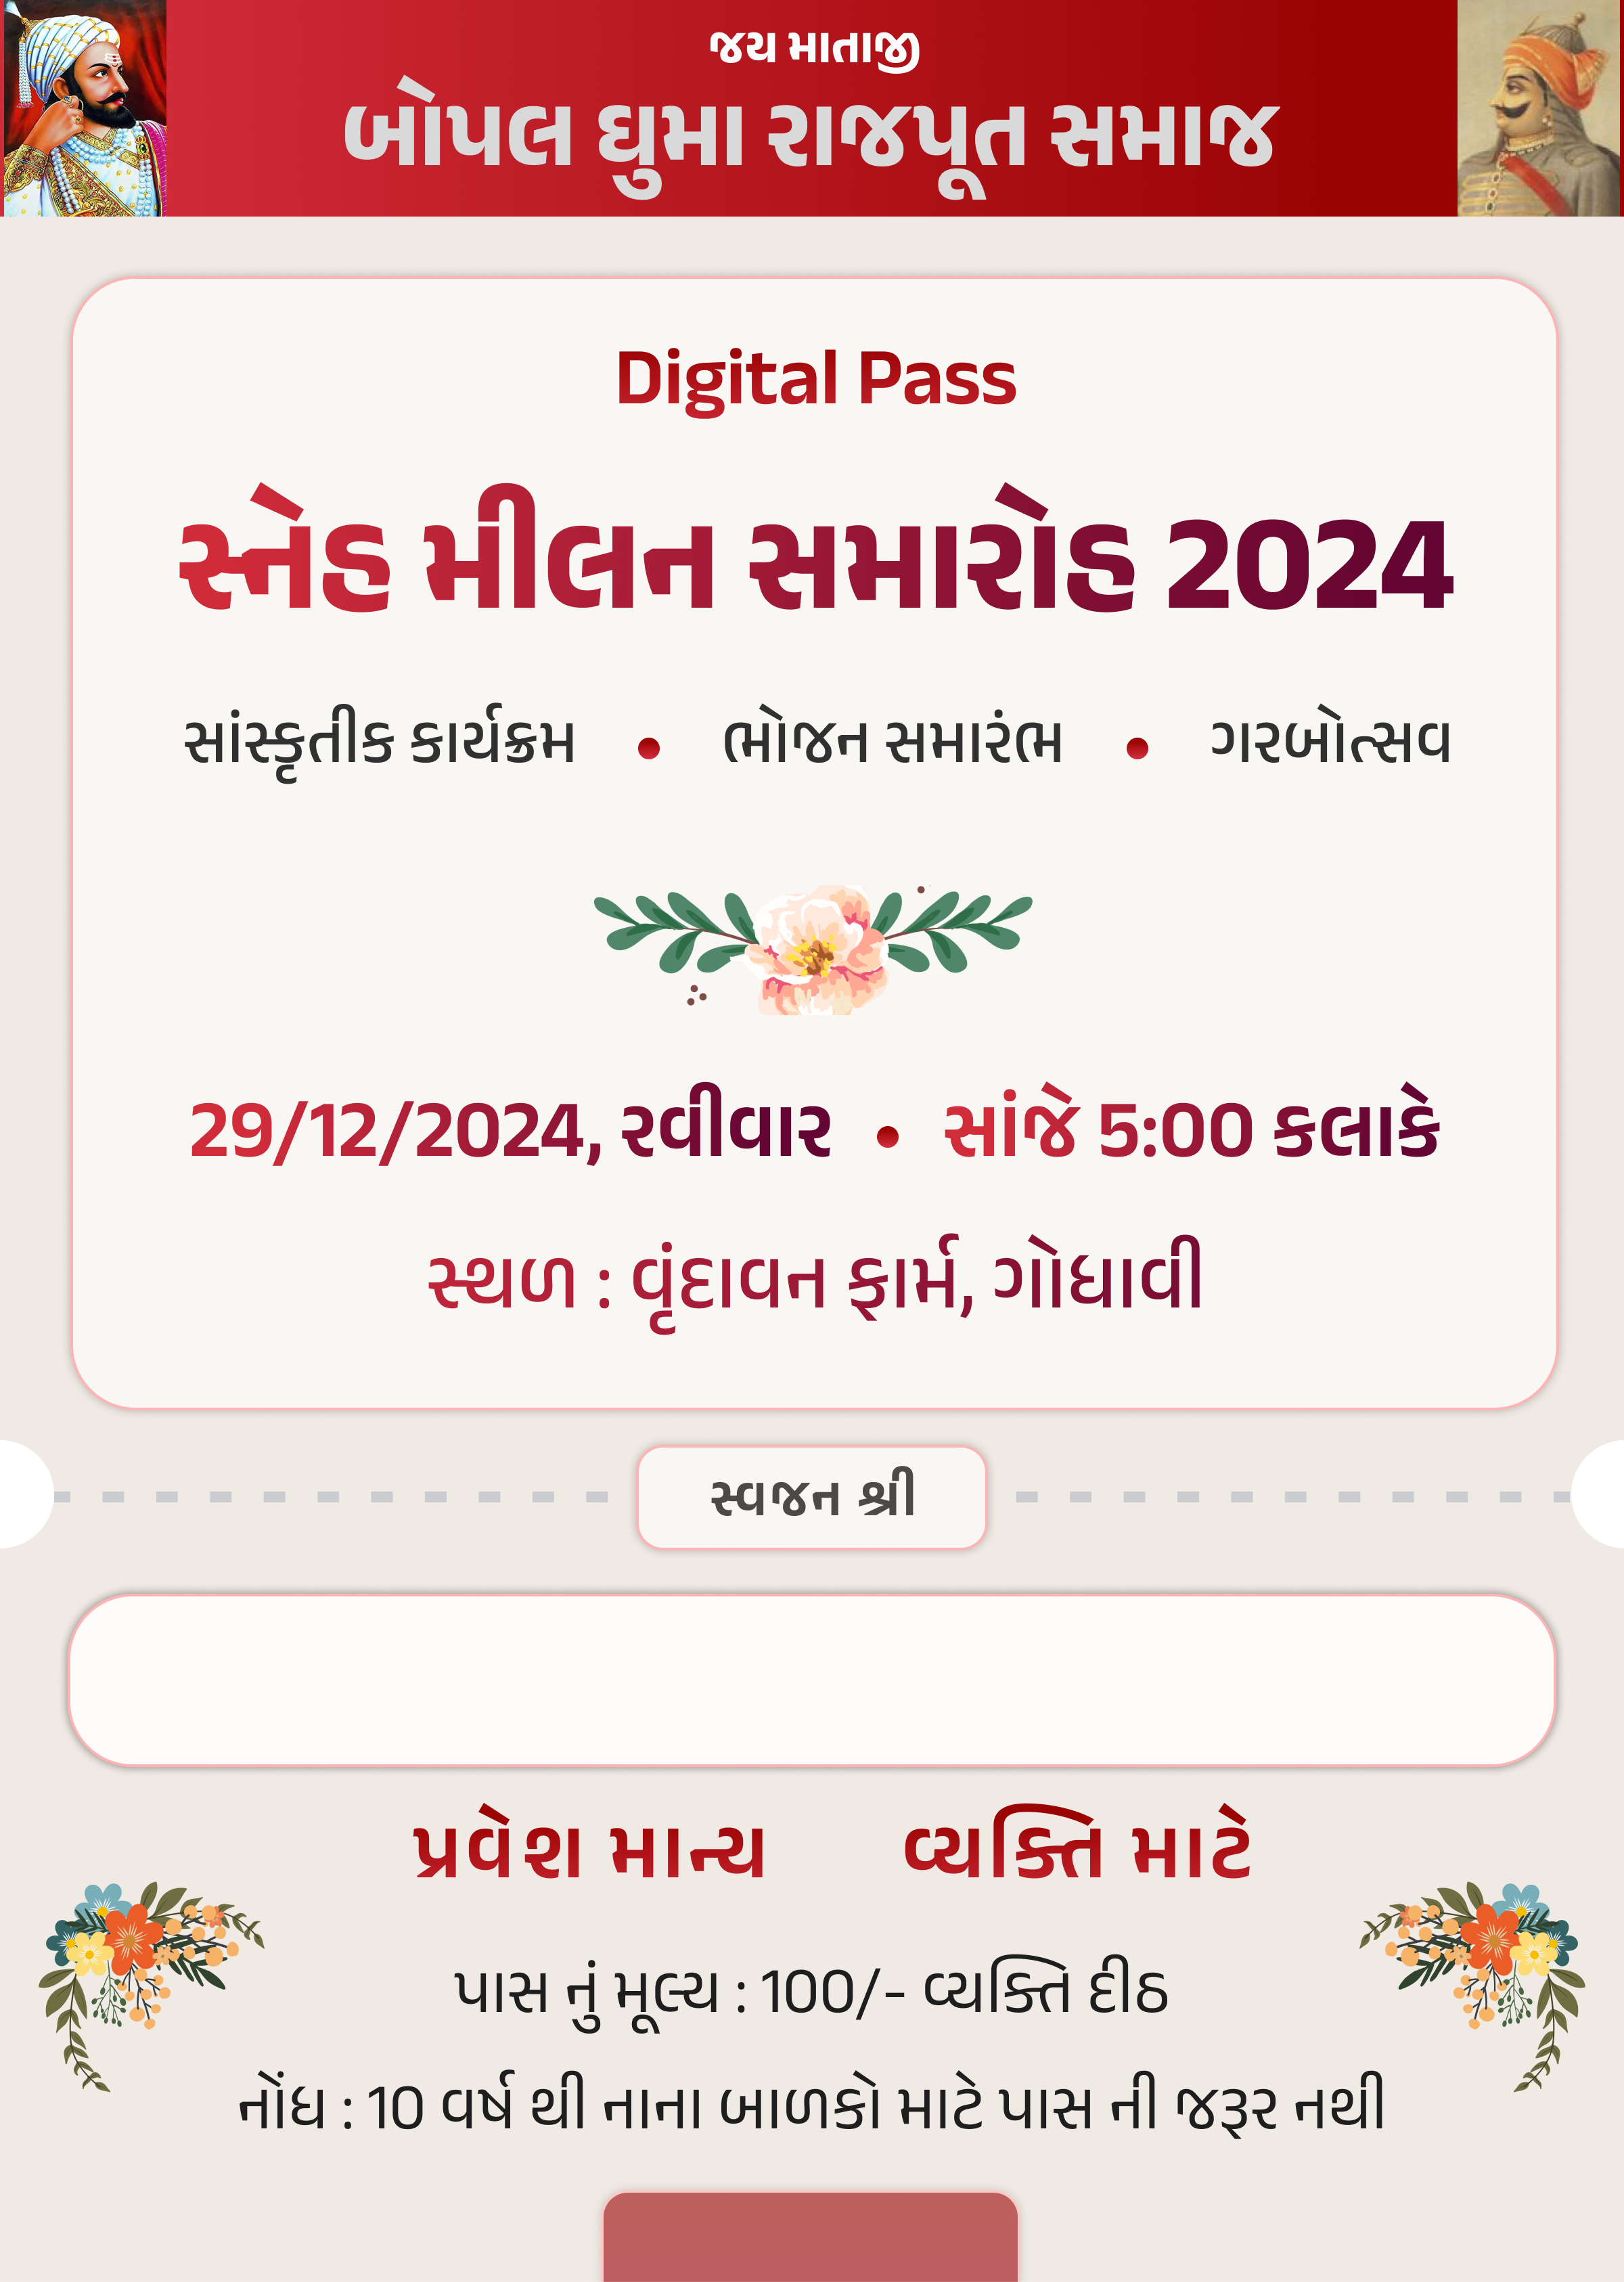 જય માતાજી
બોપલ ઘુમા રાજપૂત સમાજ
Digital Pass
સ્નેહ મીલન સમારોહ 2024
સાંસ્કૃતીક કાર્યક્રમ • ભોજન સમારંભ • ગરબોત્સવ
29/12/2024, રવીવાર • સાંજે 5:00 કલાકે
સ્થળ : વૃંદાવન ફાર્મ, ગોધાવી
સ્વજન શ્રી
પ્રવેશ માન્ય વ્યક્તિ માટે
પાસ નું મૂલ્ય : 100/- વ્યક્તિ દીઠ
નોંધ : 10 વર્ષ થી નાના બાળકો માટે પાસ ની જરૂર નથી